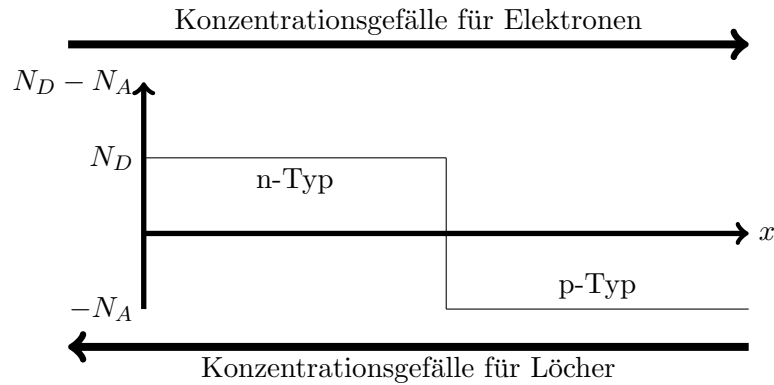 Konzentrationsgefälle für Elektronen
N_D − N_A
N_D
n-Typ
x
p-Typ
−N_A
Konzentrationsgefälle für Löcher